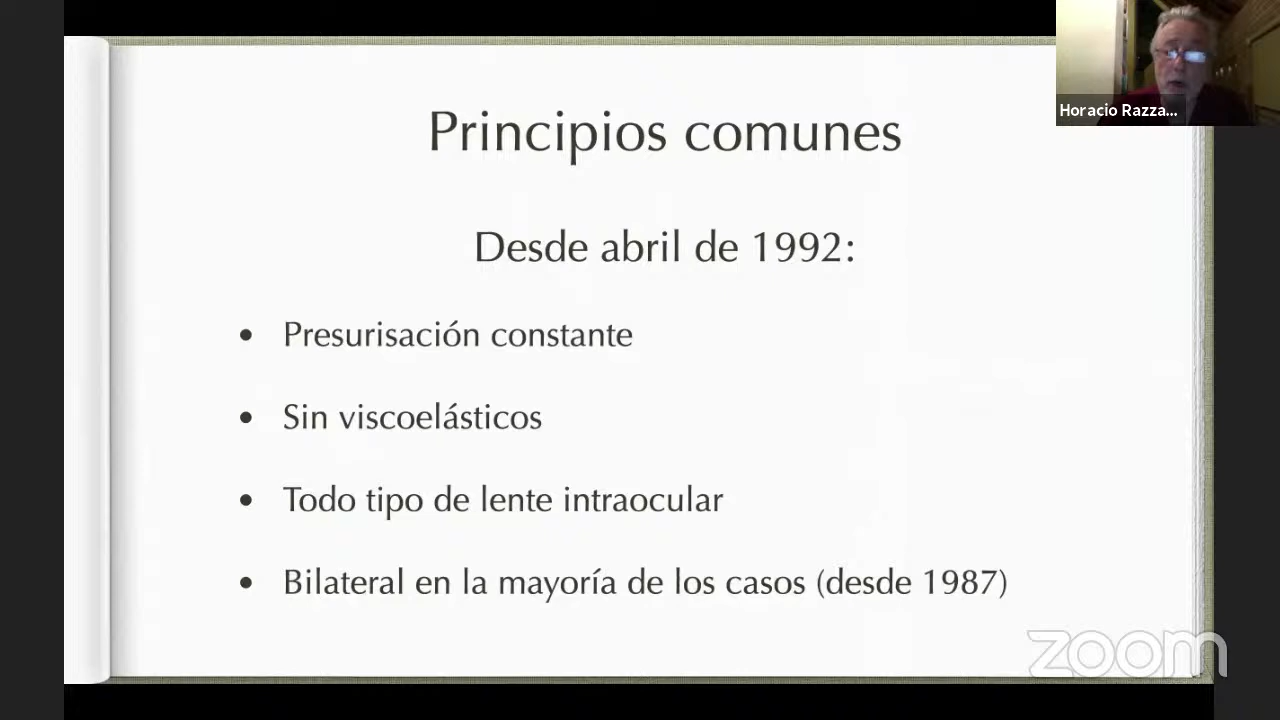 Horacio Razza...
Principios comunes
Desde abril de 1992:
• Presurisación constante
• Sin viscoelásticos
• Todo tipo de lente intraocular
• Bilateral en la mayoría de los casos (desde 1987)
zoom